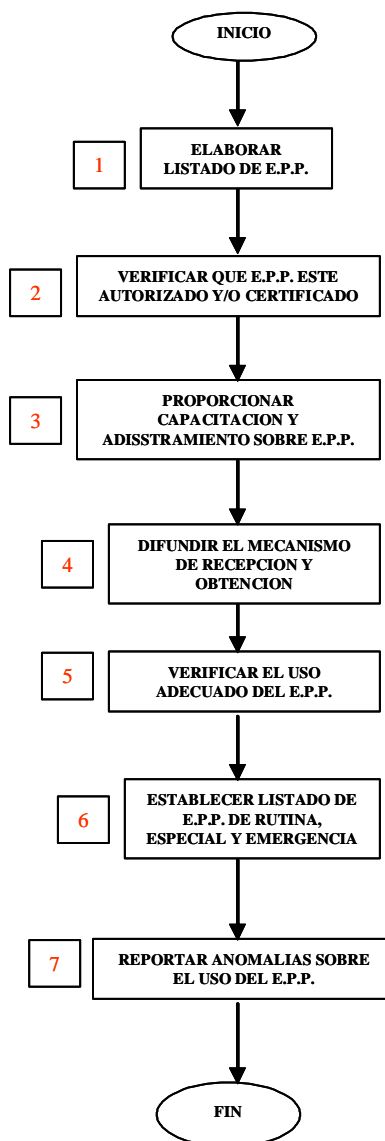 INICIO
1
ELABORAR
LISTADO DE E.P.P.
2
VERIFICAR QUE E.P.P. ESTE
AUTORIZADO Y/O CERTIFICADO
3
PROPORCIONAR
CAPACITACION Y
ADISSTRAMIENTO SOBRE E.P.P.
4
DIFUNDIR EL MECANISMO
DE RECEPCION Y
OBTENCION
5
VERIFICAR EL USO
ADECUADO DEL E.P.P.
6
ESTABLECER LISTADO DE
E.P.P. DE RUTINA,
ESPECIAL Y EMERGENCIA
7
REPORTAR ANOMALIAS SOBRE
EL USO DEL E.P.P.
FIN